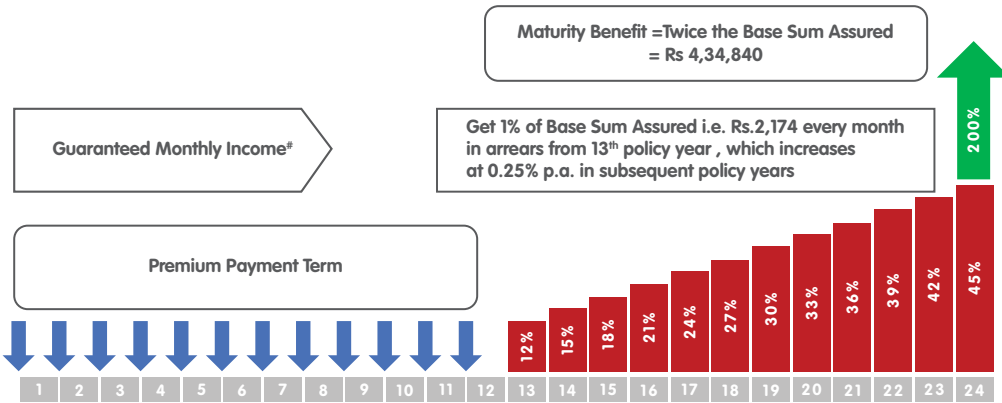 Maturity Benefit =Twice the Base Sum Assured
= Rs 4,34,840
200%
Guaranteed Monthly Income#
Get 1% of Base Sum Assured i.e. Rs.2,174 every month
in arrears from 13th policy year , which increases
at 0.25% p.a. in subsequent policy years
Premium Payment Term
12%
15%
18%
21%
24%
27%
30%
33%
36%
39%
42%
45%
1 2 3 4 5 6 7 8 9 10 11 12 13 14 15 16 17 18 19 20 21 22 23 24